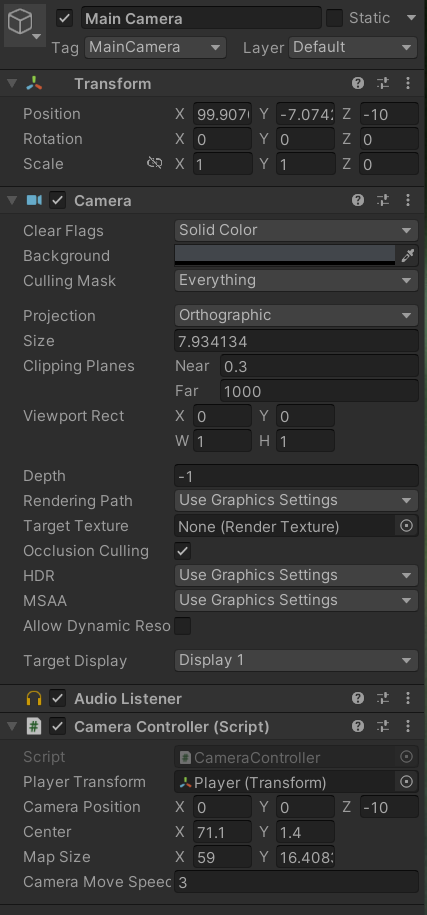 Main Camera Static
Tag MainCamera Layer Default
Transform
Position X 99.907 Y -7.0742 Z -10
Rotation X 0 Y 0 Z 0
Scale X 1 Y 1 Z 0
Camera
Clear Flags Solid Color
Background
Culling Mask Everything
Projection Orthographic
Size 7.934134
Clipping Planes Near 0.3
Far 1000
Viewport Rect X 0 Y 0
W 1 H 1
Depth -1
Rendering Path Use Graphics Settings
Target Texture None (Render Texture)
Occlusion Culling
HDR Use Graphics Settings
MSAA Use Graphics Settings
Allow Dynamic Reso
Target Display Display 1
Audio Listener
# Camera Controller (Script)
Script # CameraController
Player Transform Player (Transform)
Camera Position X 0 Y 0 Z -10
Center X 71.1 Y 1.4
Map Size X 59 Y 16.408
Camera Move Speed 3